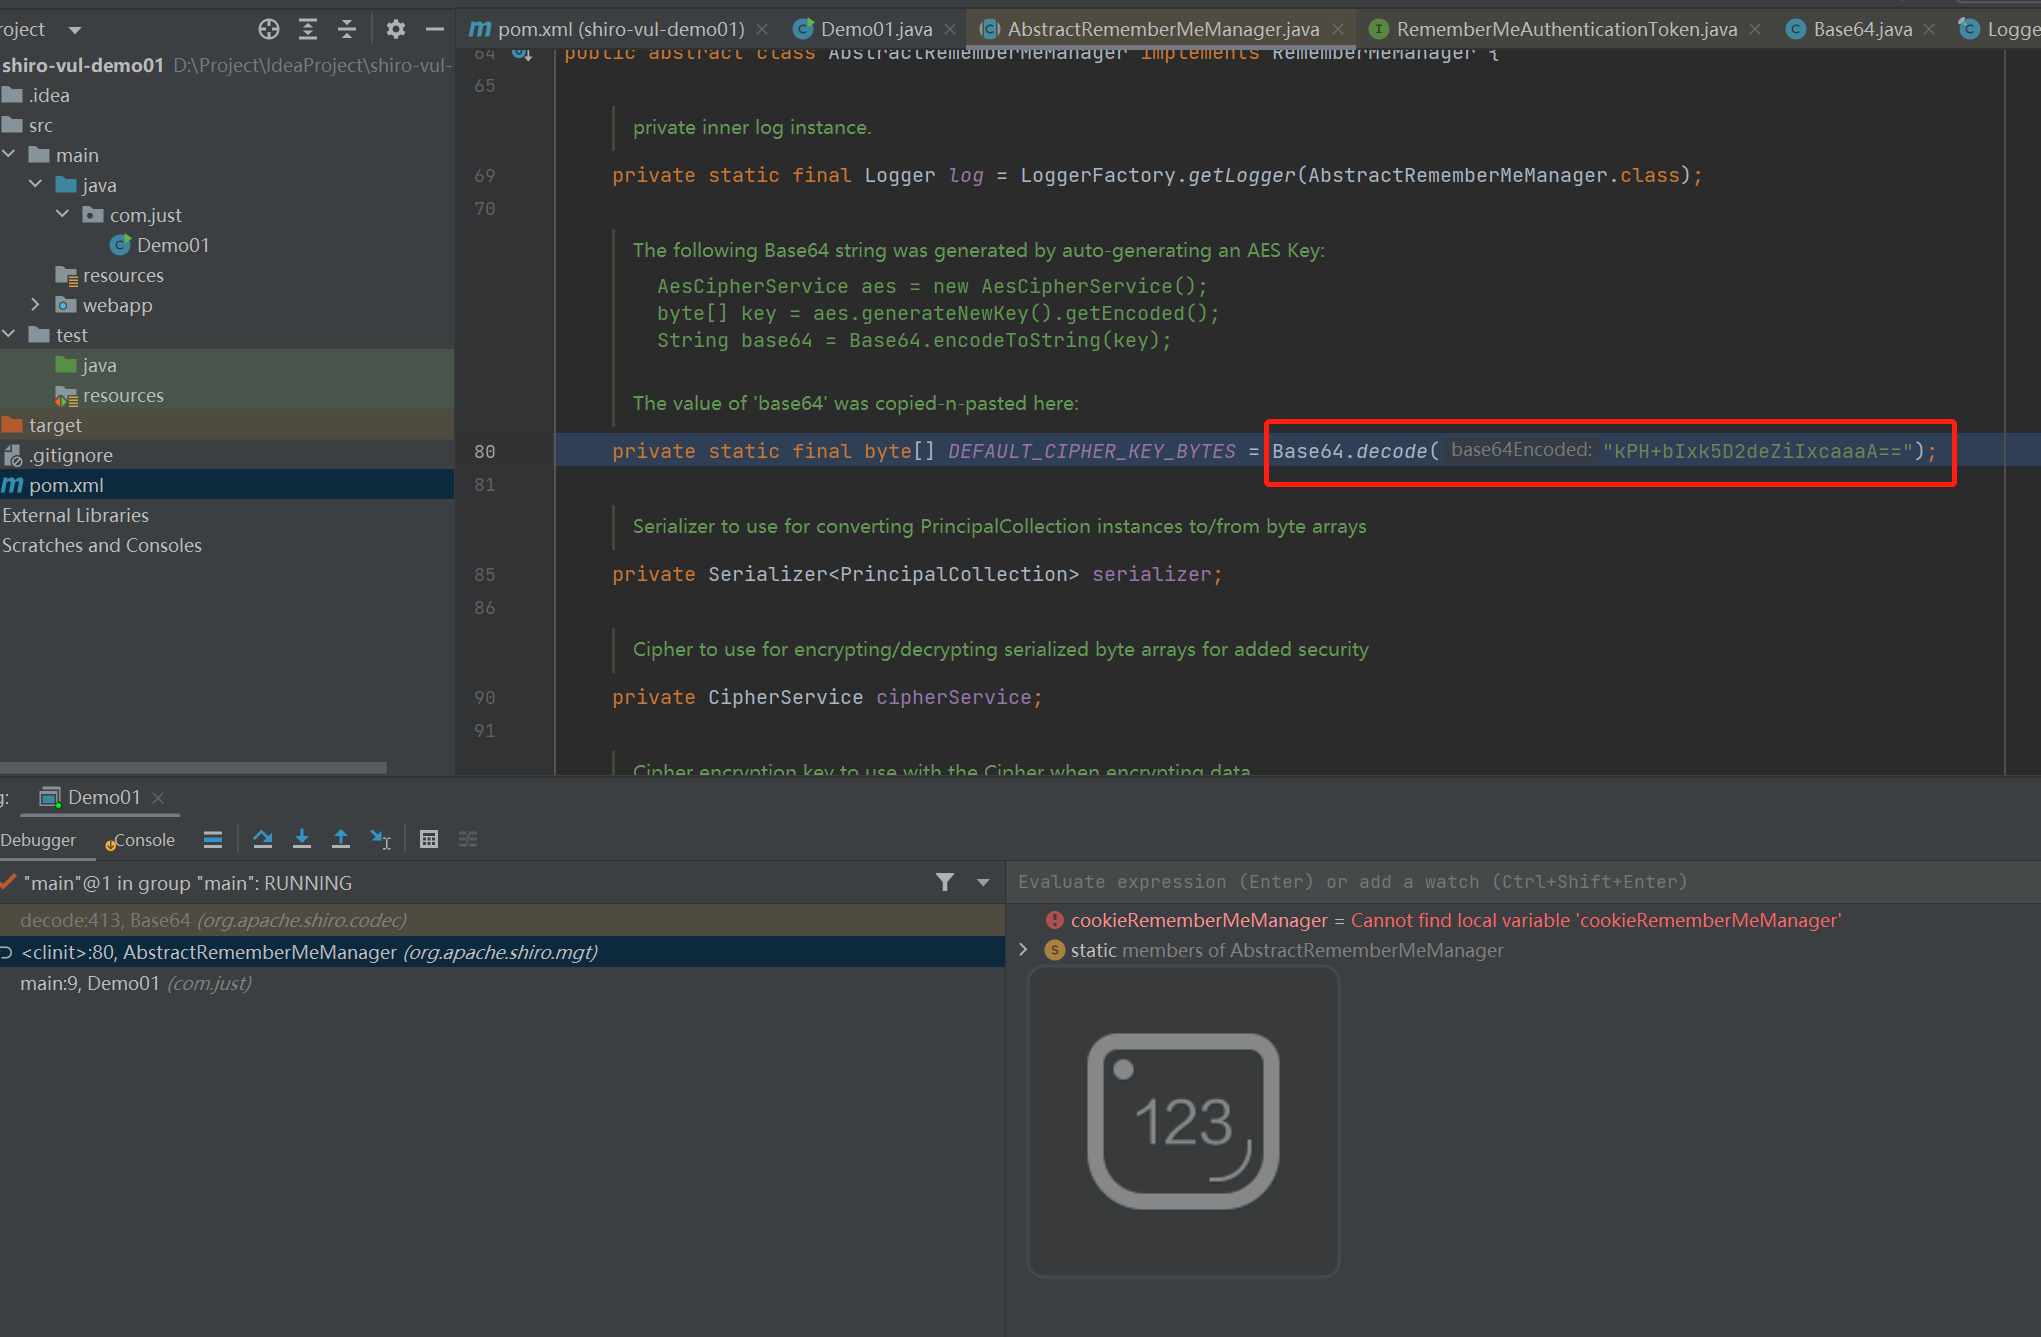 roject
shiro-vul-demo01 D:\Project\IdeaProject\shiro-vul-
.idea
src
main
java
com.just
Demo01
resources
webapp
test
java
resources
target
.gitignore
pom.xml
External Libraries
Scratches and Consoles
pom.xml (shiro-vul-demo01)
Demo01.java
AbstractRememberMeManager.java
RememberMeAuthenticationToken.java
Base64.java
Logge
64 public abstract class AbstractRememberMeManager implements RememberMeManager {
65
private inner log instance.
69 private static final Logger log = LoggerFactory.getLogger(AbstractRememberMeManager.class);
70
The following Base64 string was generated by auto-generating an AES Key:
AesCipherService aes = new AesCipherService();
byte[] key = aes.generateNewKey().getEncoded();
String base64 = Base64.encodeToString(key);
The value of 'base64' was copied-n-pasted here:
80 private static final byte[] DEFAULT_CIPHER_KEY_BYTES = Base64.decode( base64Encoded: "kPH+bIxk5D2deZiIxcaaaA==");
81
Serializer to use for converting PrincipalCollection instances to/from byte arrays
85 private Serializer<PrincipalCollection> serializer;
86
Cipher to use for encrypting/decrypting serialized byte arrays for added security
90 private CipherService cipherService;
91
Cipher encryption key to use with the Cipher when encrypting data
g: Demo01
Debugger Console
"main"@1 in group "main": RUNNING
decode:413, Base64 (org.apache.shiro.codec)
<clinit>:80, AbstractRememberMeManager (org.apache.shiro.mgt)
main:9, Demo01 (com.just)
Evaluate expression (Enter) or add a watch (Ctrl+Shift+Enter)
cookieRememberMeManager = Cannot find local variable 'cookieRememberMeManager'
static members of AbstractRememberMeManager
123